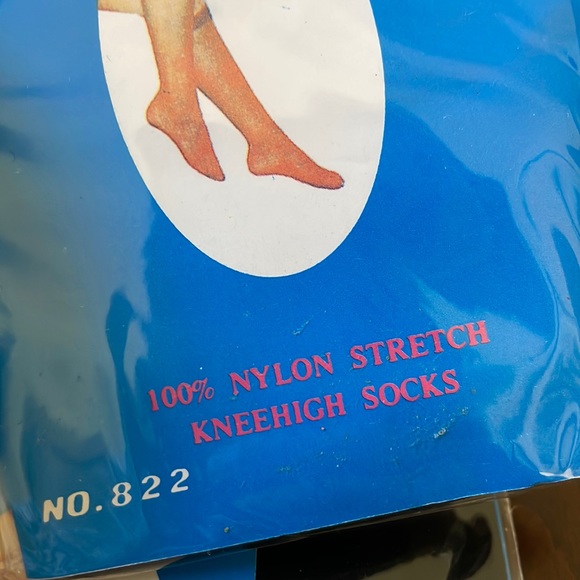 100% NYLON STRETCH
KNEEHIGH SOCKS
NO.822